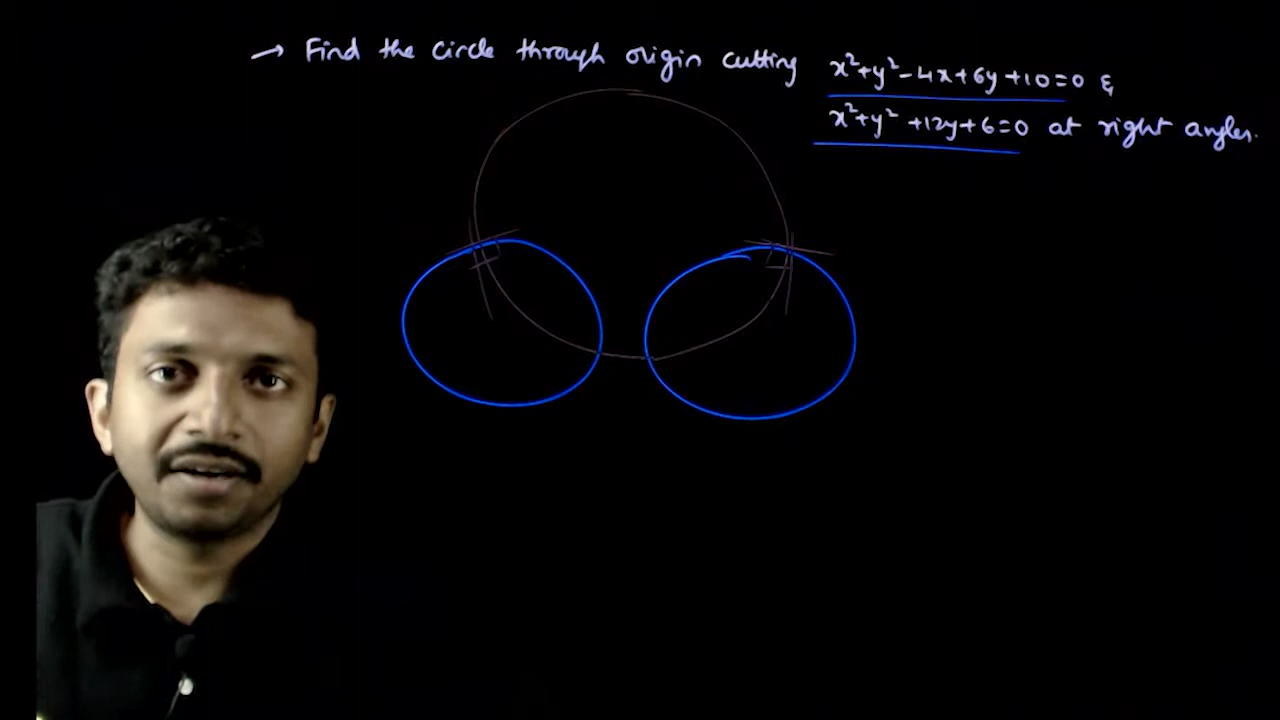 → Find the circle through origin cutting x²+y²-4x+6y+10=0 &
x²+y²+12y+6=0 at right angles.